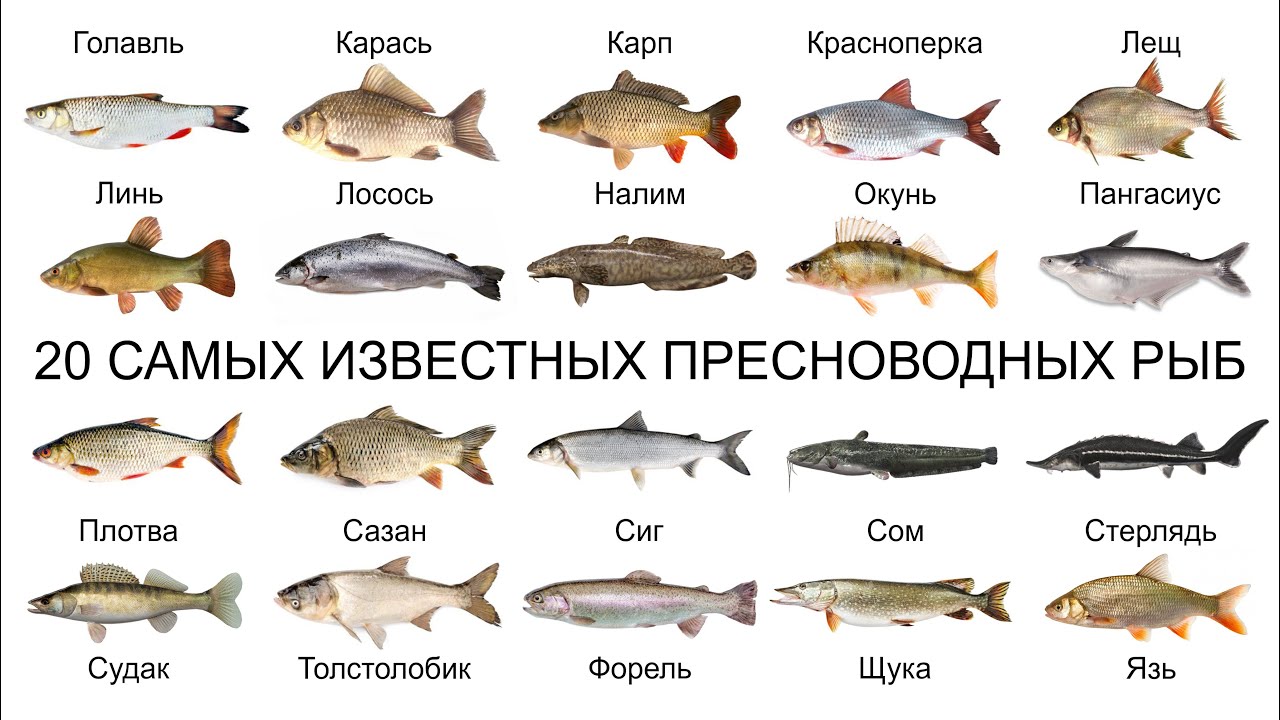 Голавль Карась Карп Красноперка Лещ
Линь Лосось Налим Окунь Пангасиус
20 САМЫХ ИЗВЕСТНЫХ ПРЕСНОВОДНЫХ РЫБ
Плотва Сазан Сиг Сом Стерлядь
Судак Толстолобик Форель Щука Язь